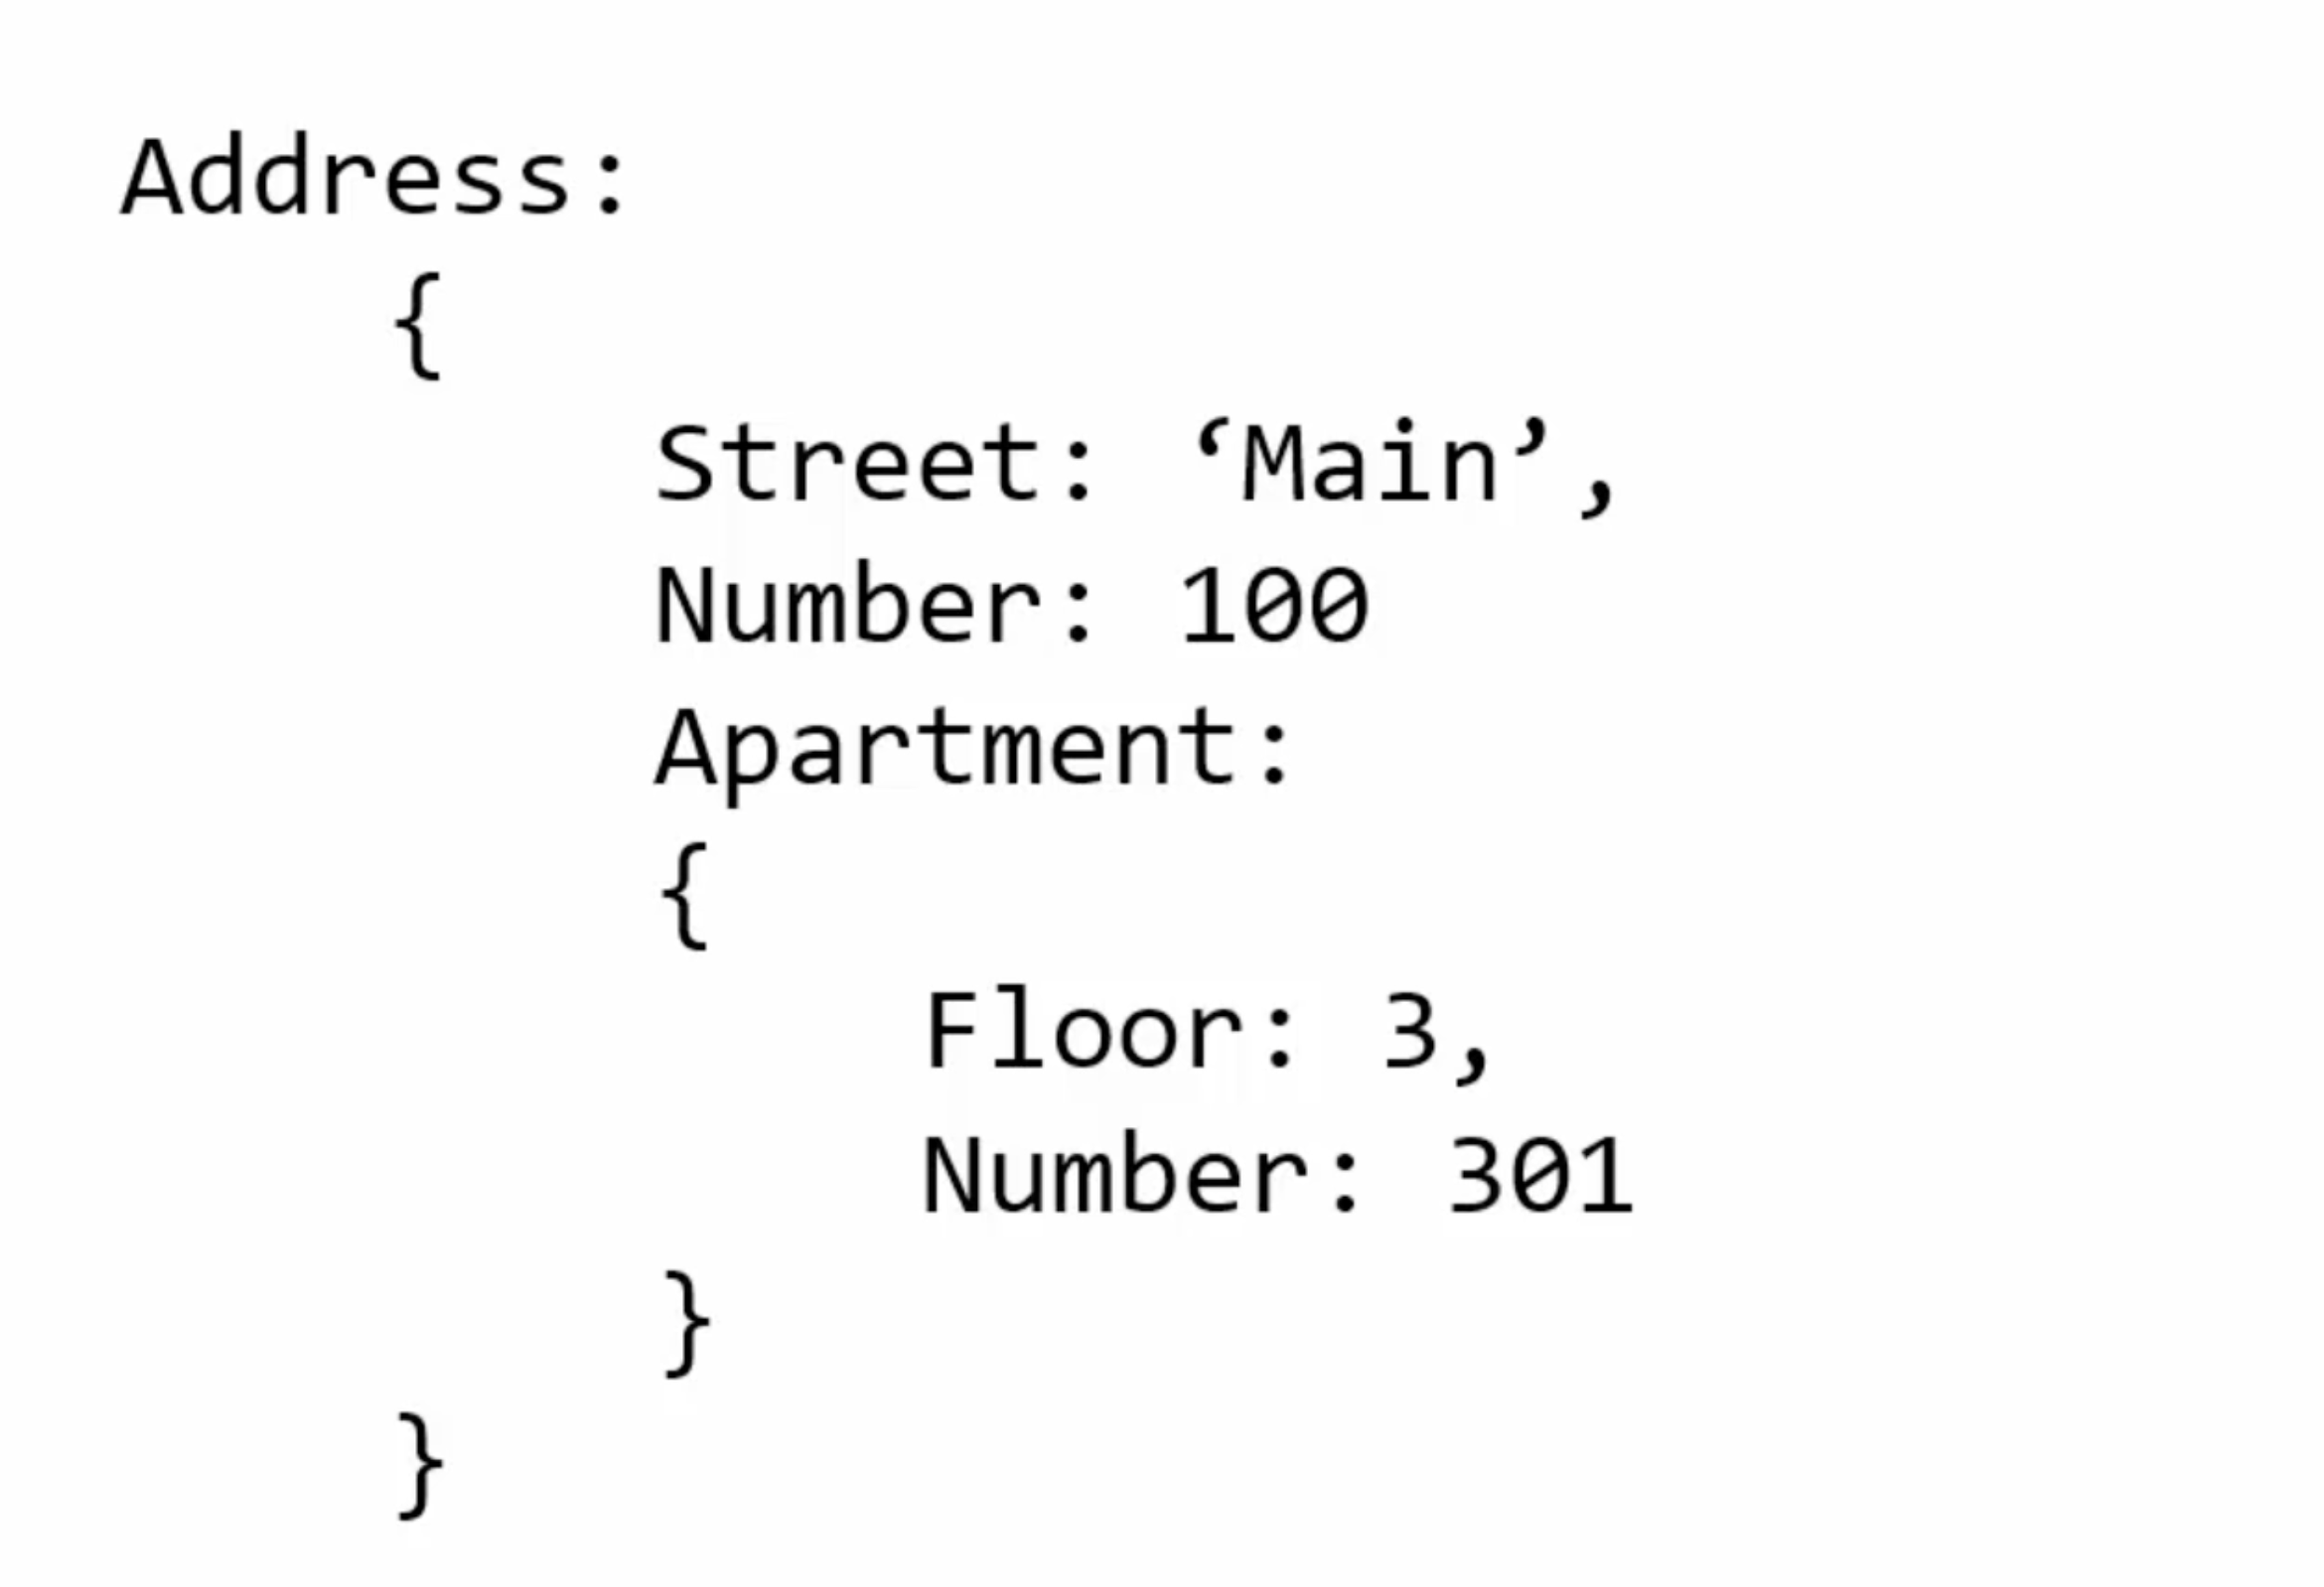 Address:
{
Street: ‘Main’,
Number: 100
Apartment:
{
Floor: 3,
Number: 301
}
}